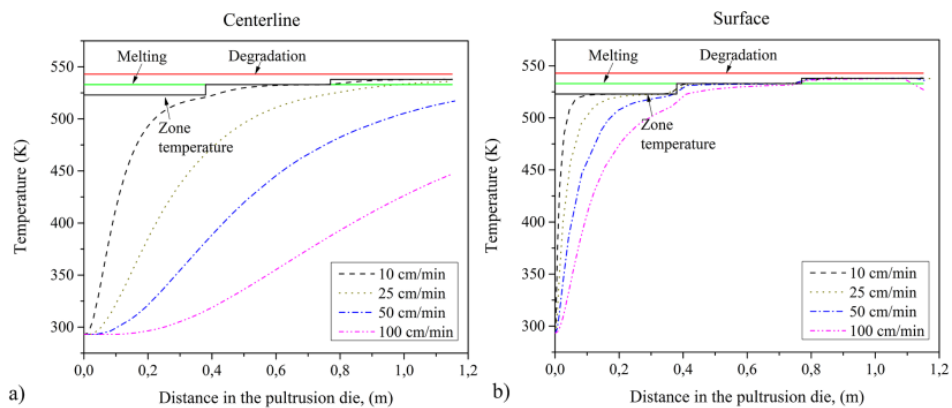 Centerline
Melting
Degradation
Zone
temperature
Temperature (K)
550
500
450
400
350
300
10 cm/min
25 cm/min
50 cm/min
100 cm/min
0,0
0,2
0,4
0,6
0,8
1,0
1,2
Distance in the pultrusion die, (m)
a)
Surface
Melting
Degradation
Zone
temperature
Temperature (K)
550
500
450
400
350
300
10 cm/min
25 cm/min
50 cm/min
100 cm/min
0,0
0,2
0,4
0,6
0,8
1,0
1,2
Distance in the pultrusion die, (m)
b)